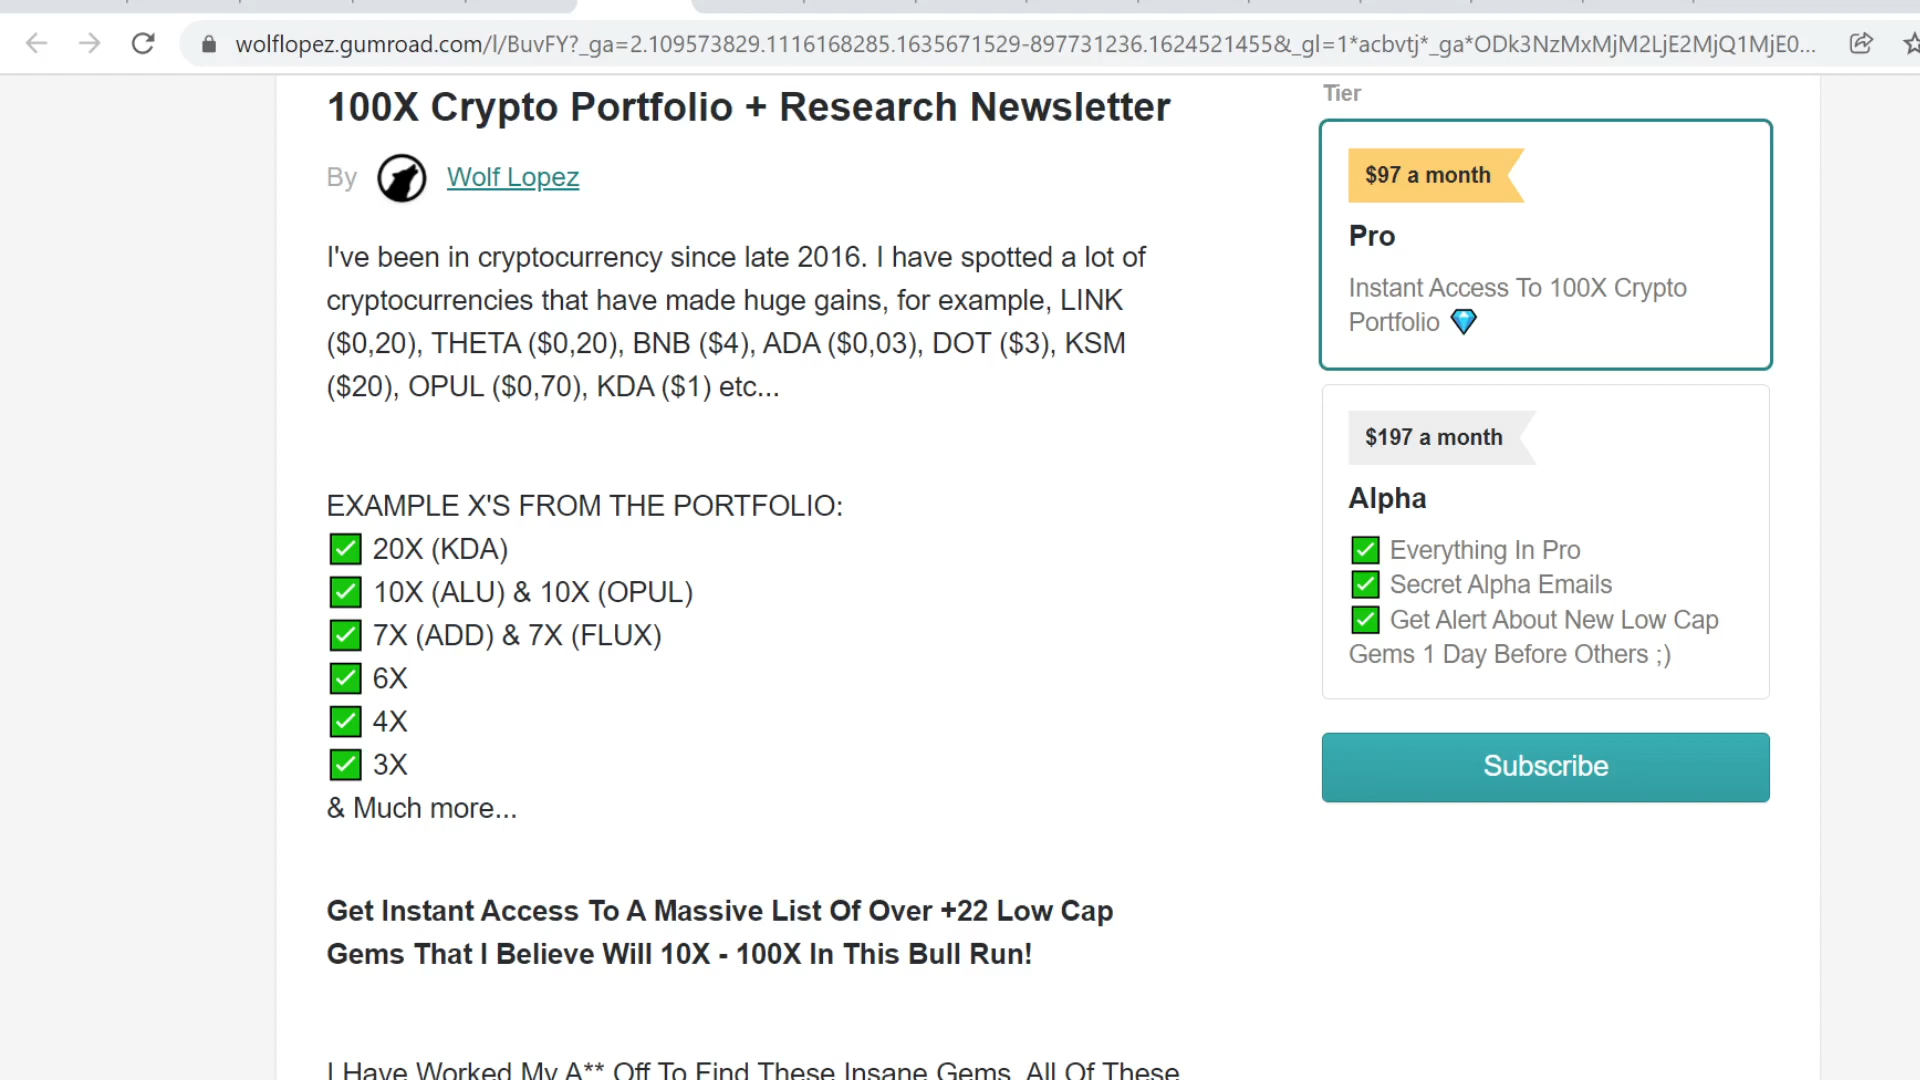 wolflopez.gumroad.com/l/BuvFY?_ga=2.109573829.1116168285.1635671529-897731236.1624521455&_gl=1*acbvtj*_ga*ODk3NzMxMjM2LjE2MjQ1MjE0...
100X Crypto Portfolio + Research Newsletter
By Wolf Lopez
I've been in cryptocurrency since late 2016. I have spotted a lot of
cryptocurrencies that have made huge gains, for example, LINK
($0,20), THETA ($0,20), BNB ($4), ADA ($0,03), DOT ($3), KSM
($20), OPUL ($0,70), KDA ($1) etc...
EXAMPLE X'S FROM THE PORTFOLIO:
✅ 20X (KDA)
✅ 10X (ALU) & 10X (OPUL)
✅ 7X (ADD) & 7X (FLUX)
✅ 6X
✅ 4X
✅ 3X
& Much more...
Get Instant Access To A Massive List Of Over +22 Low Cap
Gems That I Believe Will 10X - 100X In This Bull Run!
I Have Worked My A** Off To Find These Insane Gems. All Of These
Tier
$97 a month
Pro
Instant Access To 100X Crypto
Portfolio 💎
$197 a month
Alpha
✅ Everything In Pro
✅ Secret Alpha Emails
✅ Get Alert About New Low Cap
Gems 1 Day Before Others ;)
Subscribe